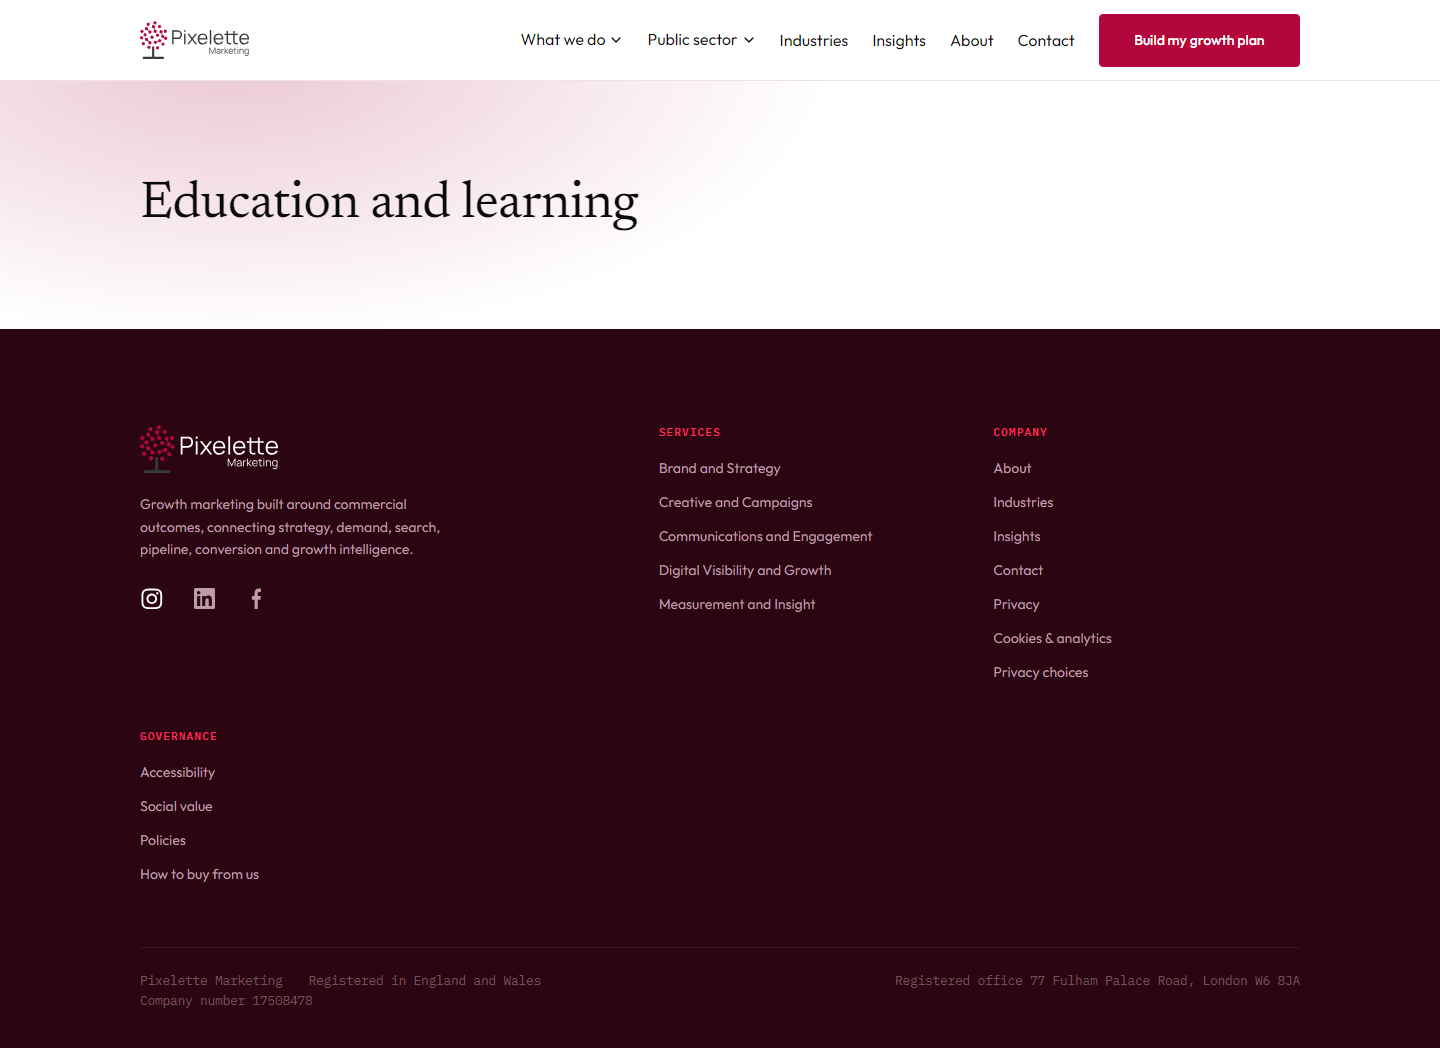 Pixelette
Marketing
What we do
Public sector
Industries
Insights
About
Contact
Build my growth plan
Education and learning
Pixelette
Marketing
Growth marketing built around commercial
outcomes, connecting strategy, demand, search,
pipeline, conversion and growth intelligence.
SERVICES
Brand and Strategy
Creative and Campaigns
Communications and Engagement
Digital Visibility and Growth
Measurement and Insight
COMPANY
About
Industries
Insights
Contact
Privacy
Cookies & analytics
Privacy choices
GOVERNANCE
Accessibility
Social value
Policies
How to buy from us
Pixelette Marketing Registered in England and Wales
Company number 17508478
Registered office 77 Fulham Palace Road, London W6 8JA